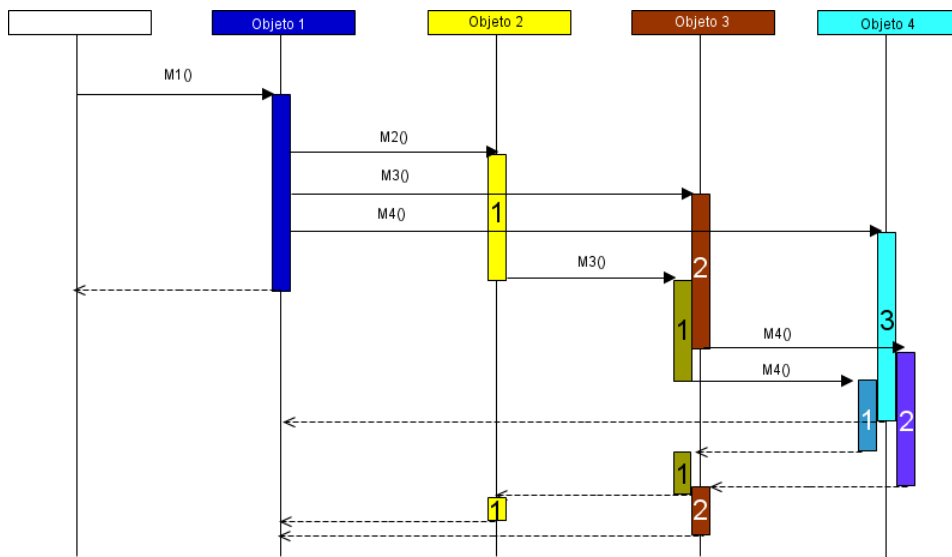 Objeto 1
Objeto 2
Objeto 3
Objeto 4
M1()
M2()
M3()
M4()
1
2
M3()
3
1
M4()
M4()
1
2
1
1
2